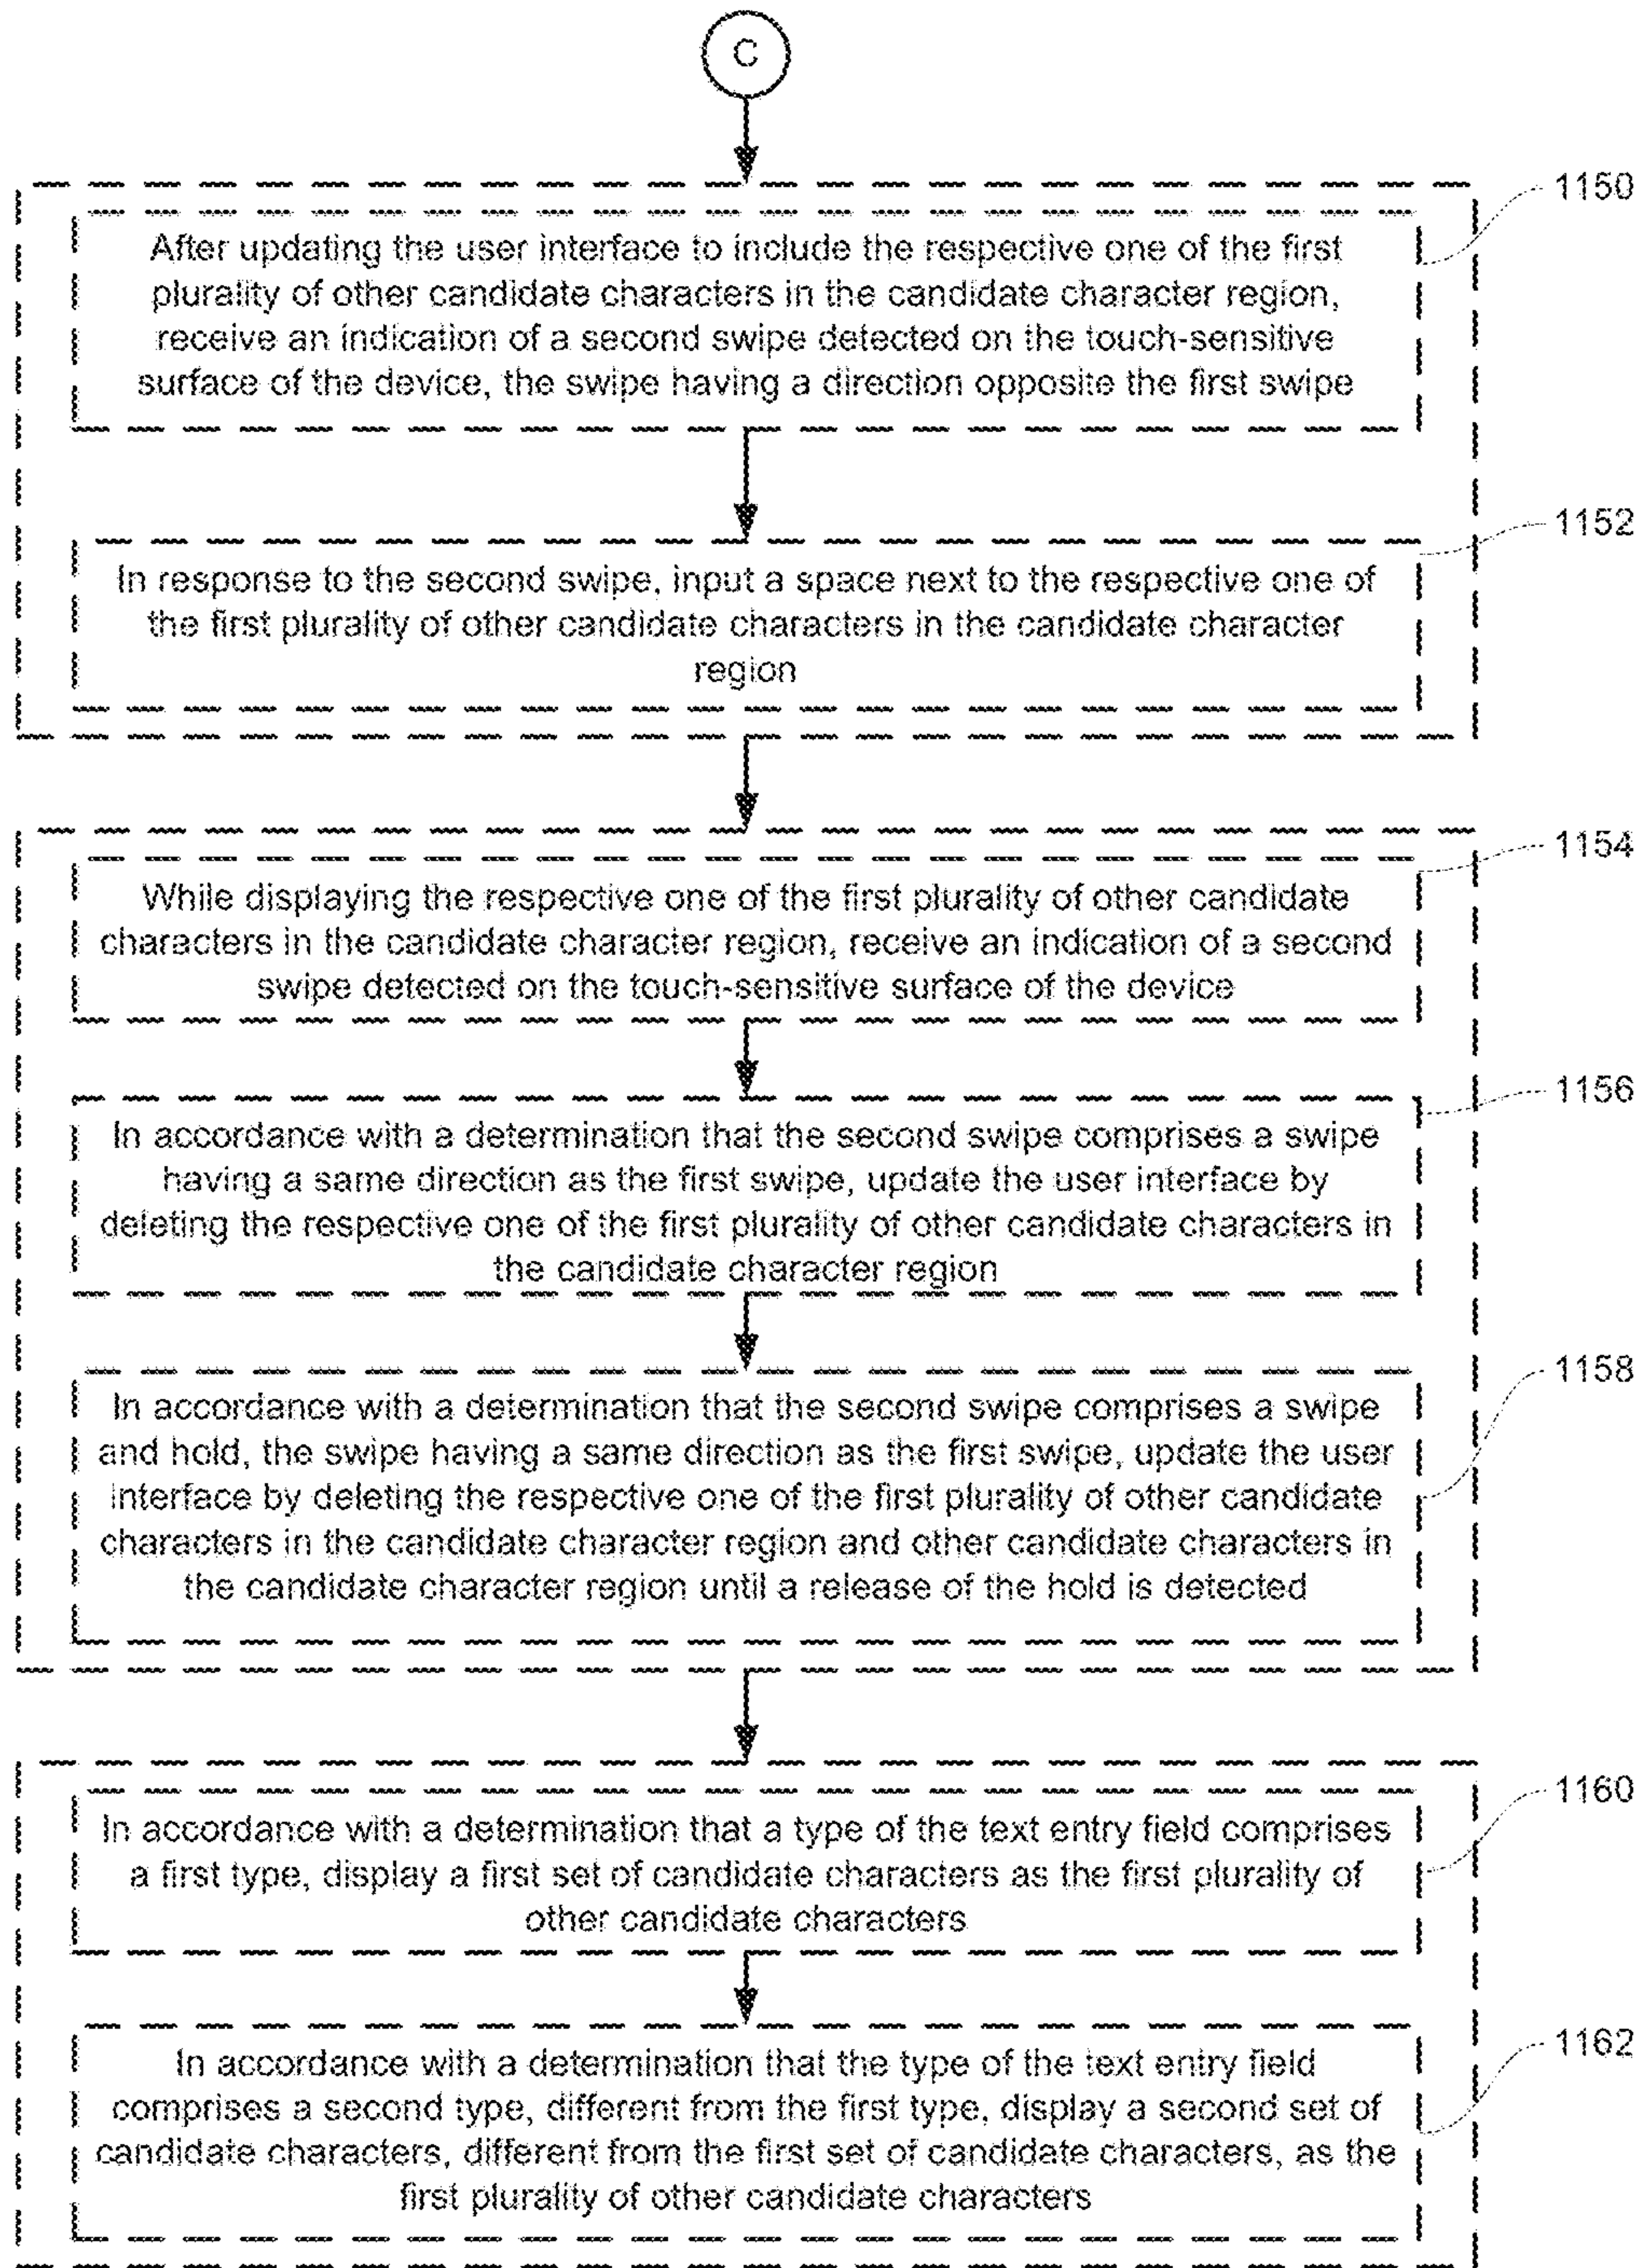 C
1150
After updating the user interface to include the respective one of the first
plurality of other candidate characters in the candidate character region,
receive an indication of a second swipe detected on the touch-sensitive
surface of the device, the swipe having a direction opposite the first swipe
1152
In response to the second swipe, input a space next to the respective one of
the first plurality of other candidate characters in the candidate character
region
1154
While displaying the respective one of the first plurality of other candidate
characters in the candidate character region, receive an indication of a second
swipe detected on the touch-sensitive surface of the device
1156
In accordance with a determination that the second swipe comprises a swipe
having a same direction as the first swipe, update the user interface by
deleting the respective one of the first plurality of other candidate characters in
the candidate character region
1158
In accordance with a determination that the second swipe comprises a swipe
and hold, the swipe having a same direction as the first swipe, update the user
interface by deleting the respective one of the first plurality of other candidate
characters in the candidate character region and other candidate characters in
the candidate character region until a release of the hold is detected
1160
In accordance with a determination that a type of the text entry field comprises
a first type, display a first set of candidate characters as the first plurality of
other candidate characters
1162
In accordance with a determination that the type of the text entry field
comprises a second type, different from the first type, display a second set of
candidate characters, different from the first set of candidate characters, as the
first plurality of other candidate characters